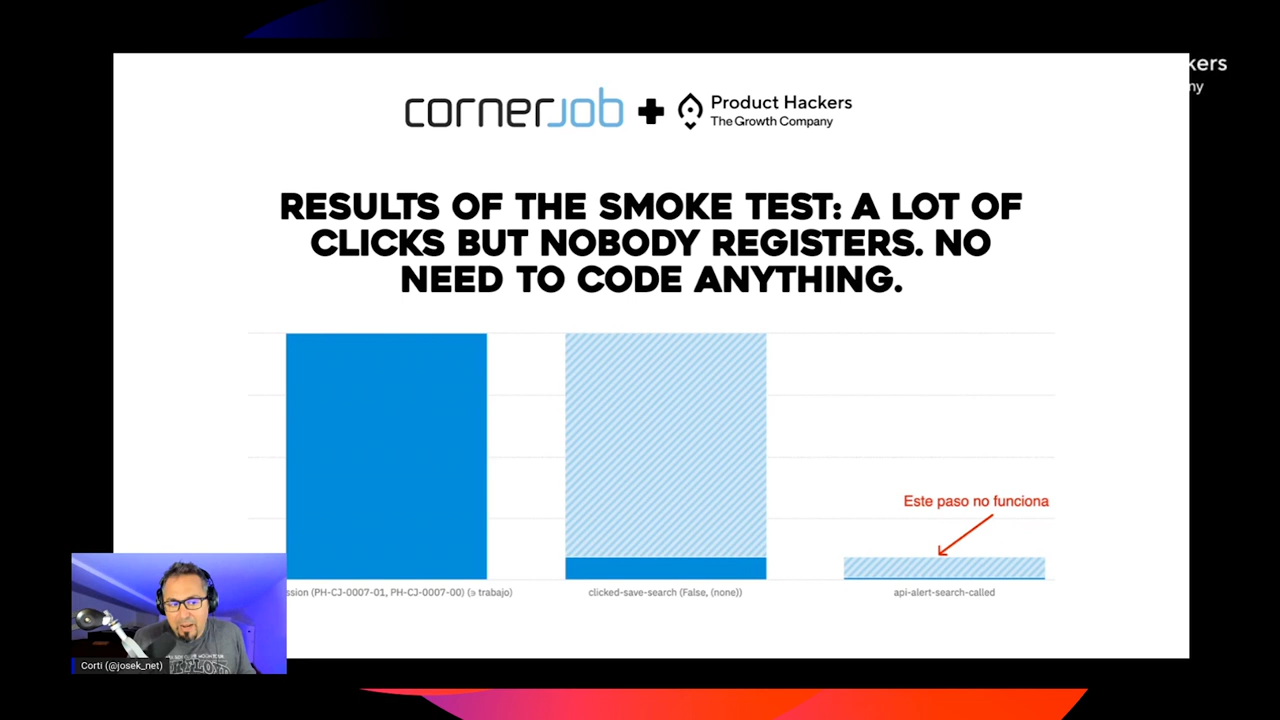 kers
ny
cornerjob + Product Hackers
The Growth Company
RESULTS OF THE SMOKE TEST: A LOT OF
CLICKS BUT NOBODY REGISTERS. NO
NEED TO CODE ANYTHING.
Este paso no funciona
ssion (PH-CJ-0007-01, PH-CJ-0007-00) (⋽ trabajo)
clicked-save-search (False, (none))
api-alert-search-called
Corti (@josek_net)